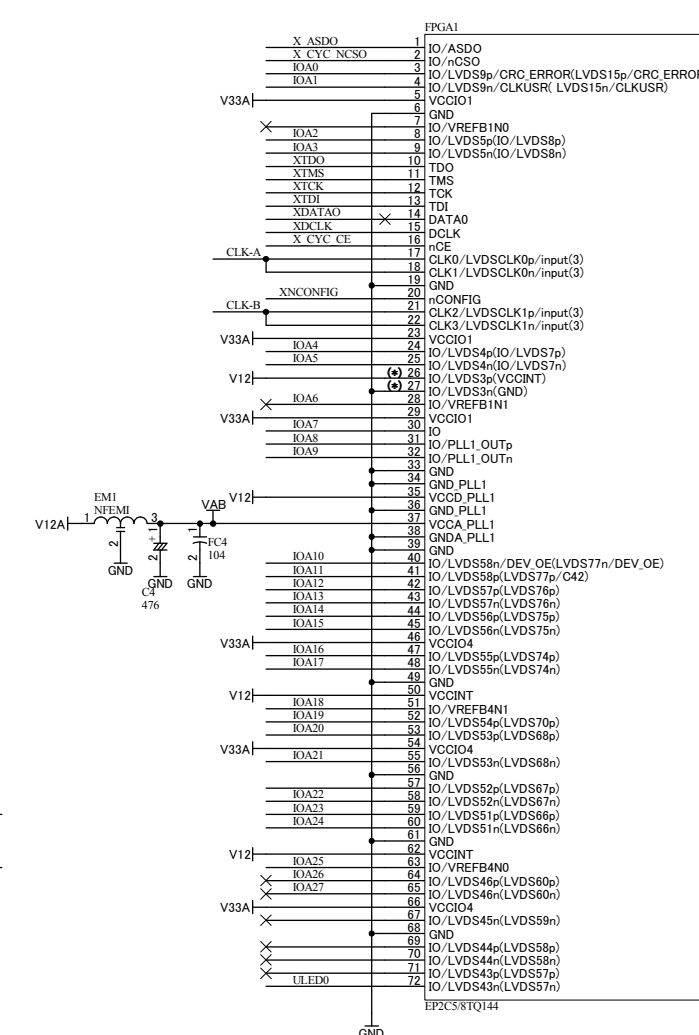 FPGA1
X_ASDO 1 IO/ASDO
X_CYC_NCSO 2 IO/nCSO
IOA0 3 IO/LVDS9p/CRC_ERROR(LVDS15p/CRC_ERROR
IOA1 4 IO/LVDS9n/CLKUSR( LVDS15n/CLKUSR)
V33A 5 VCCIO1
6 GND
7 IO/VREFB1N0
IOA2 8 IO/LVDS5p(IO/LVDS8p)
IOA3 9 IO/LVDS5n(IO/LVDS8n)
XTDO 10 TDO
XTMS 11 TMS
XTCK 12 TCK
XTDI 13 TDI
XDATAO 14 DATA0
XDCLK 15 DCLK
X_CYC_CE 16 nCE
CLK-A 17 CLK0/LVDSCLK0p/input(3)
18 CLK1/LVDSCLK0n/input(3)
19 GND
XNCONFIG 20 nCONFIG
CLK-B 21 CLK2/LVDSCLK1p/input(3)
22 CLK3/LVDSCLK1n/input(3)
V33A 23 VCCIO1
IOA4 24 IO/LVDS4p(IO/LVDS7p)
IOA5 25 IO/LVDS4n(IO/LVDS7n)
V12 (*) 26 IO/LVDS3p(VCCINT)
(*) 27 IO/LVDS3n(GND)
IOA6 28 IO/VREFB1N1
V33A 29 VCCIO1
IOA7 30 IO
IOA8 31 IO/PLL1_OUTp
IOA9 32 IO/PLL1_OUTn
33 GND
34 GND_PLL1
V12 35 VCCD_PLL1
36 GND_PLL1
V12A 1 EM1 NFEMI 3 VAB 37 VCCA_PLL1
38 GNDA_PLL1
39 GND
2 GND
+ 1 2 GND C4 476
1 2 FC4 104 GND
IOA10 40 IO/LVDS58n/DEV_OE(LVDS77n/DEV_OE)
IOA11 41 IO/LVDS58p(LVDS77p/C42)
IOA12 42 IO/LVDS57p(LVDS76p)
IOA13 43 IO/LVDS57n(LVDS76n)
IOA14 44 IO/LVDS56p(LVDS75p)
IOA15 45 IO/LVDS56n(LVDS75n)
V33A 46 VCCIO4
IOA16 47 IO/LVDS55p(LVDS74p)
IOA17 48 IO/LVDS55n(LVDS74n)
49 GND
V12 50 VCCINT
IOA18 51 IO/VREFB4N1
IOA19 52 IO/LVDS54p(LVDS70p)
IOA20 53 IO/LVDS53p(LVDS68p)
V33A 54 VCCIO4
IOA21 55 IO/LVDS53n(LVDS68n)
56 GND
57 IO/LVDS52p(LVDS67p)
IOA22 58 IO/LVDS52n(LVDS67n)
IOA23 59 IO/LVDS51p(LVDS66p)
IOA24 60 IO/LVDS51n(LVDS66n)
61 GND
V12 62 VCCINT
IOA25 63 IO/VREFB4N0
IOA26 64 IO/LVDS46p(LVDS60p)
IOA27 65 IO/LVDS46n(LVDS60n)
V33A 66 VCCIO4
67 IO/LVDS45n(LVDS59n)
68 GND
69 IO/LVDS44p(LVDS58p)
70 IO/LVDS44n(LVDS58n)
71 IO/LVDS43p(LVDS57p)
ULED0 72 IO/LVDS43n(LVDS57n)
EP2C5/8TQ144
GND